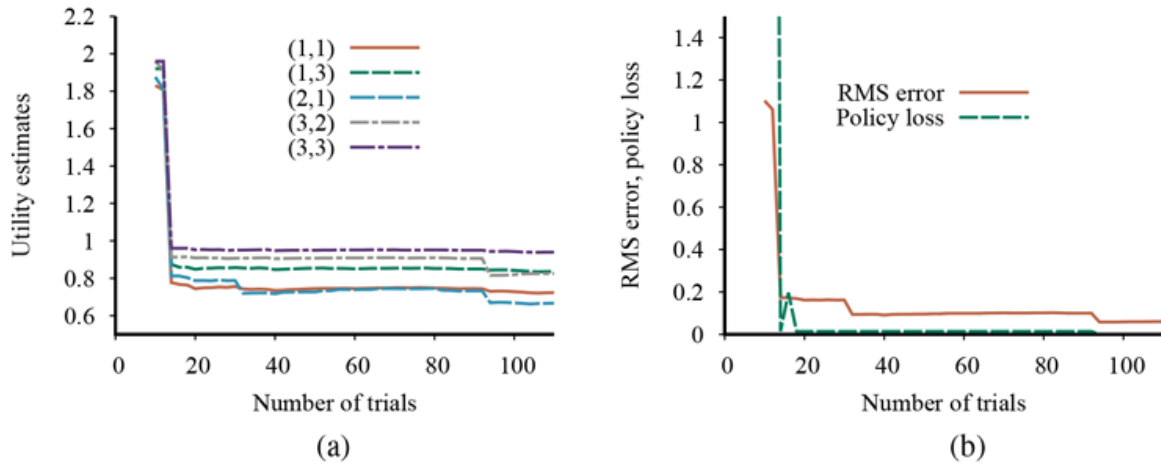 2.2
2
1.8
1.6
1.4
1.2
1
0.8
0.6
Utility estimates
(1,1)
(1,3)
(2,1)
(3,2)
(3,3)
0 20 40 60 80 100
Number of trials
(a)
1.4
1.2
1
0.8
0.6
0.4
0.2
0
RMS error, policy loss
RMS error
Policy loss
0 20 40 60 80 100
Number of trials
(b)